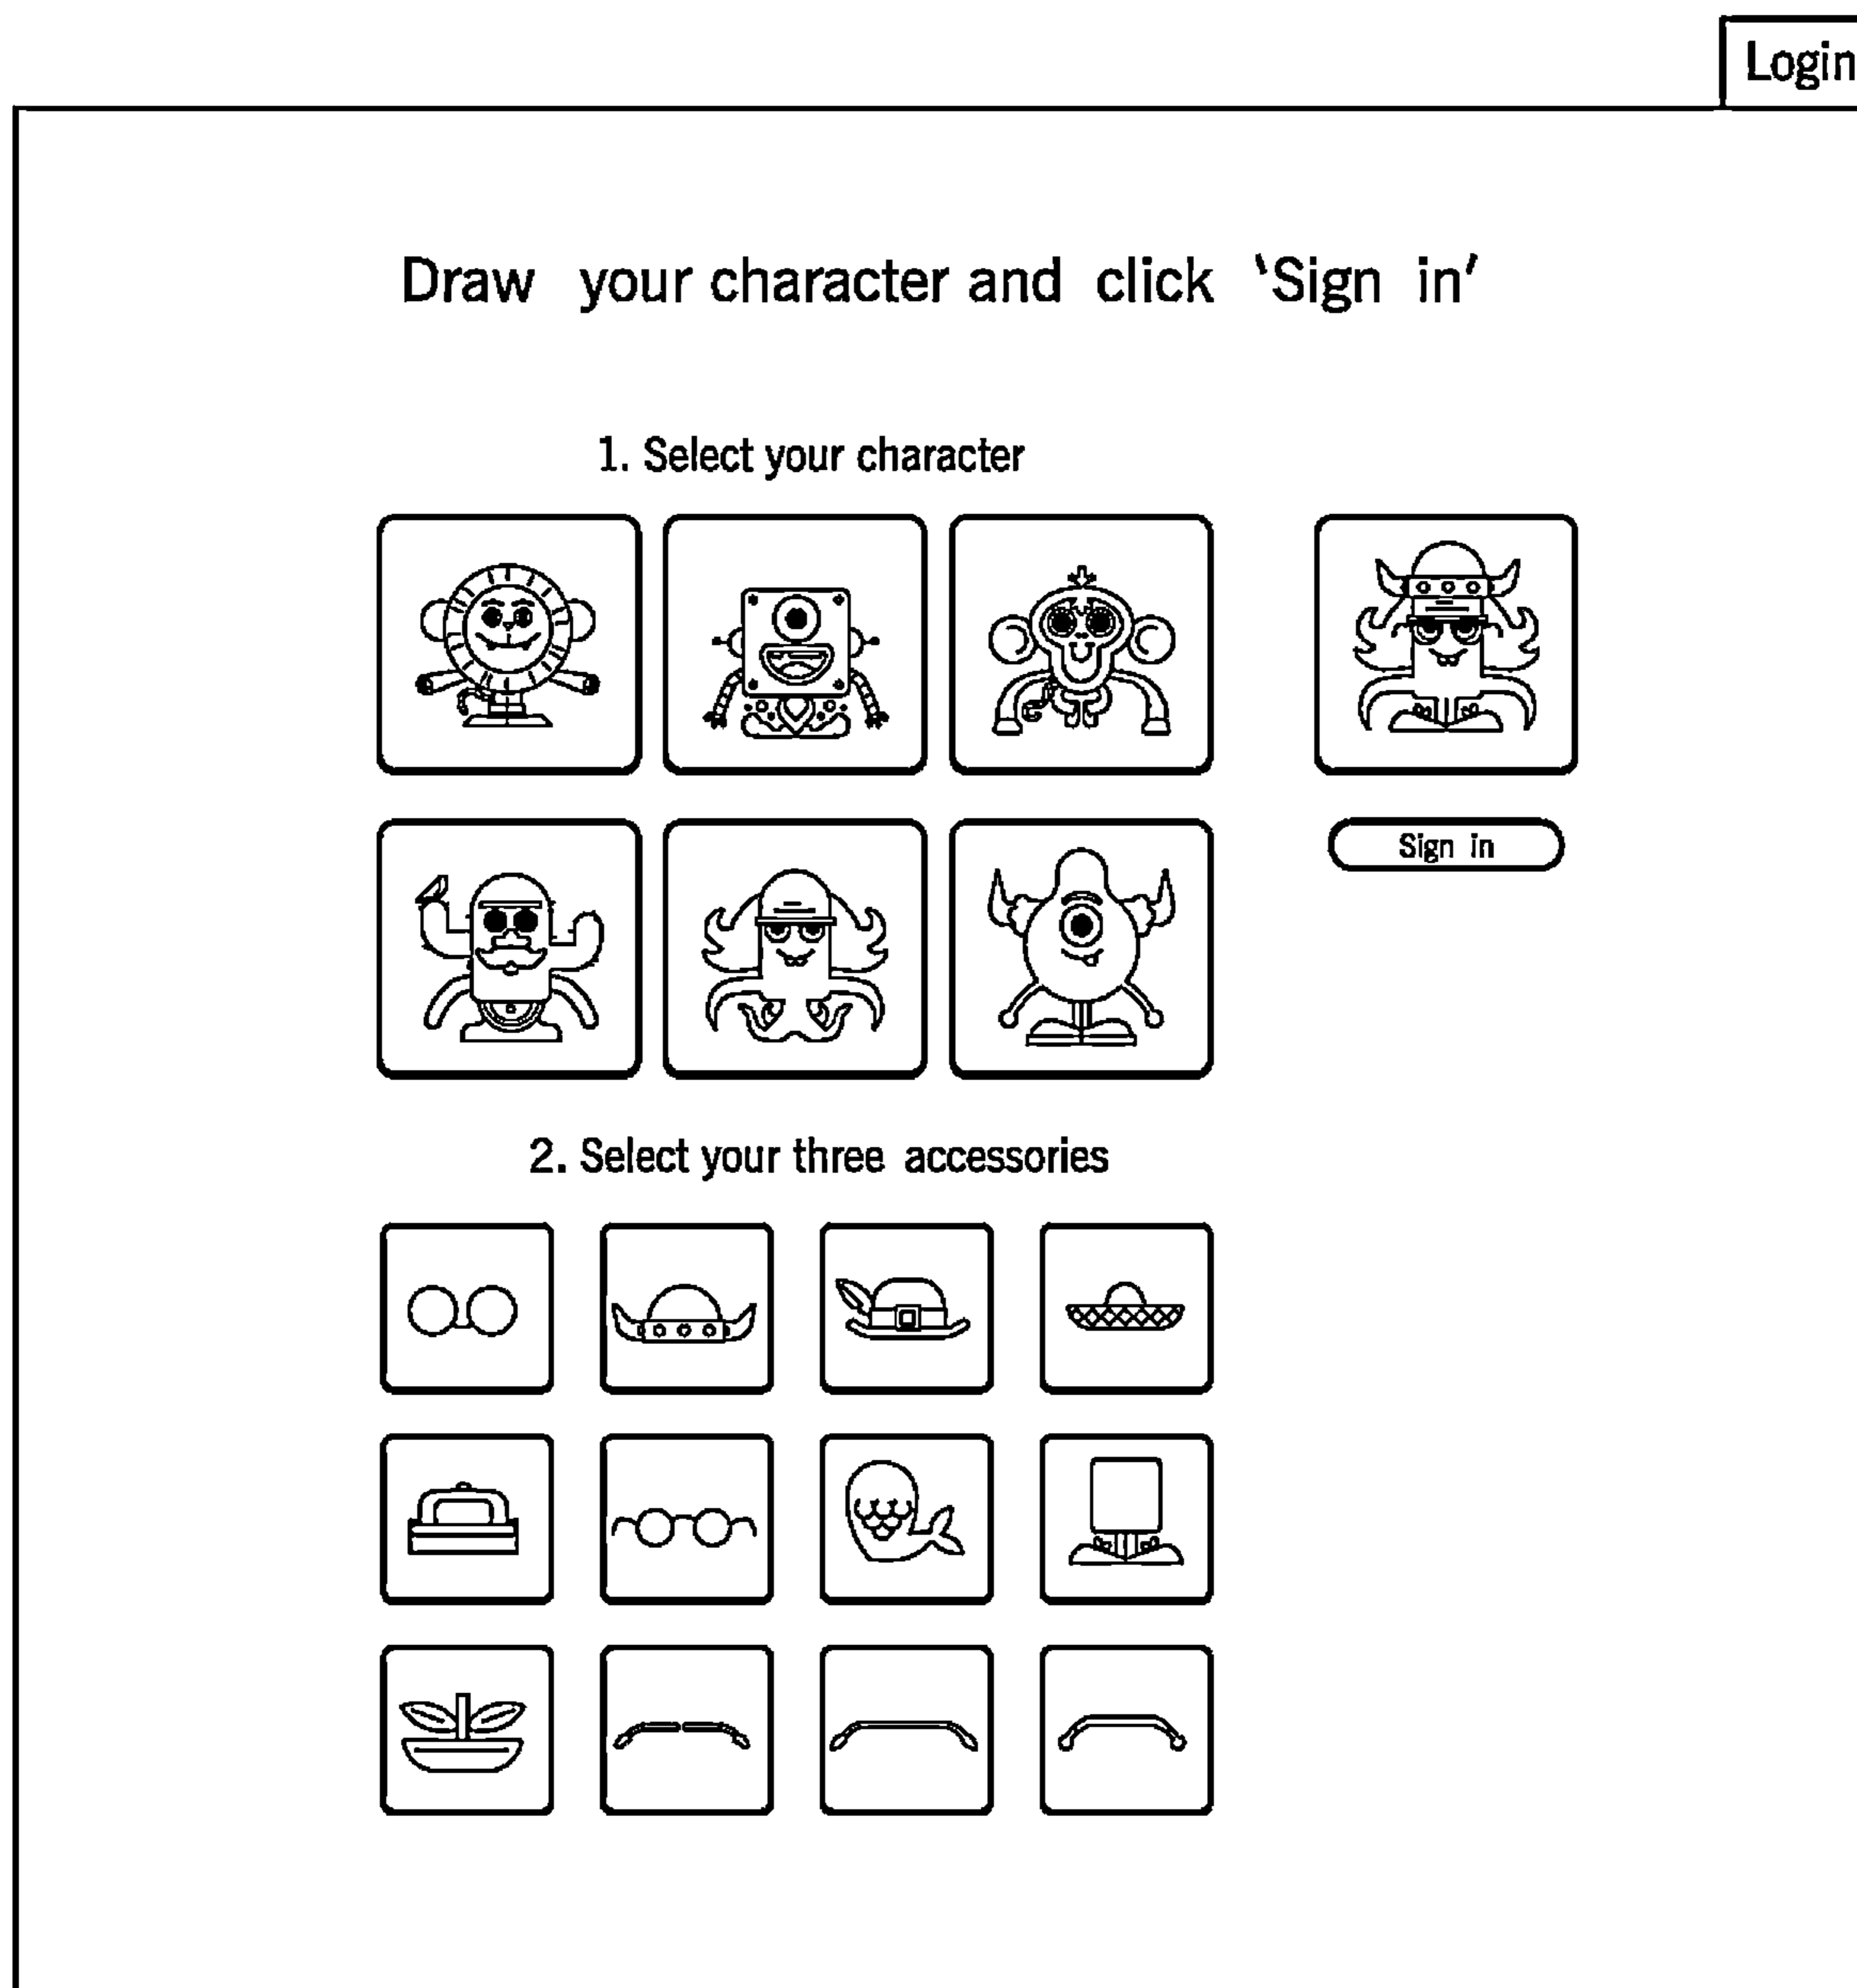 Login
Draw your character and click ‘Sign in’
1. Select your character
Sign in
2. Select your three accessories